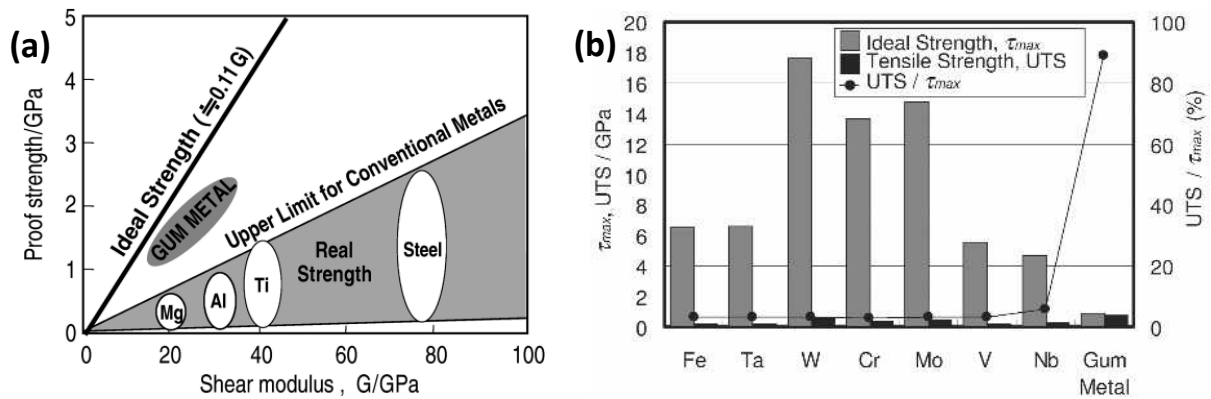 (a)
Proof strength/GPa
5
4
3
2
1
0
0
20
40
60
80
100
Shear modulus , G/GPa
Ideal Strength (≒0.11G)
GUM METAL
Upper Limit for Conventional Metals
Mg
Al
Ti
Real
Strength
Steel
(b)
τmax, UTS / GPa
20
18
16
14
12
10
8
6
4
2
0
Ideal Strength, τmax
Tensile Strength, UTS
UTS / τmax
100
80
60
40
20
0
UTS / τmax (%)
Fe
Ta
W
Cr
Mo
V
Nb
Gum
Metal